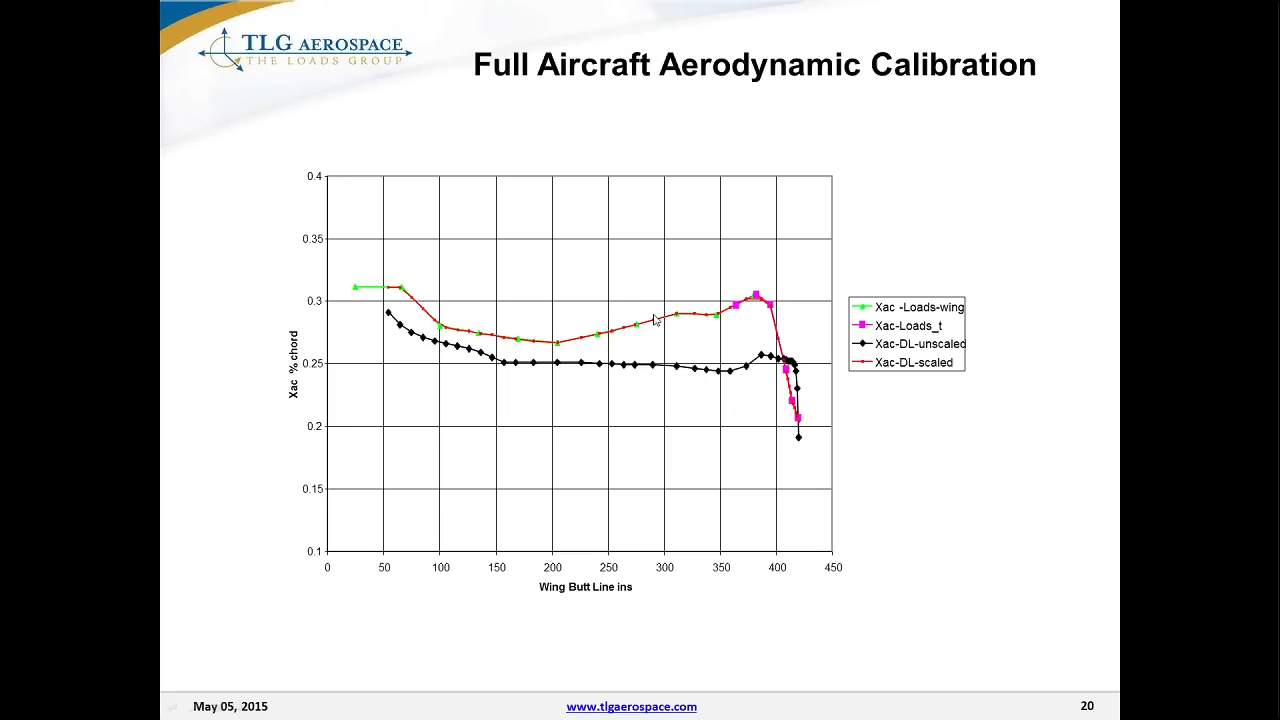 TLG AEROSPACE
THE LOADS GROUP
Full Aircraft Aerodynamic Calibration
0.4
0.35
0.3
0.25
0.2
0.15
0.1
Xac % chord
0 50 100 150 200 250 300 350 400 450
Wing Butt Line ins
Xac -Loads-wing
Xac-Loads_t
Xac-DL-unscaled
Xac-DL-scaled
May 05, 2015
www.tlgaerospace.com
20